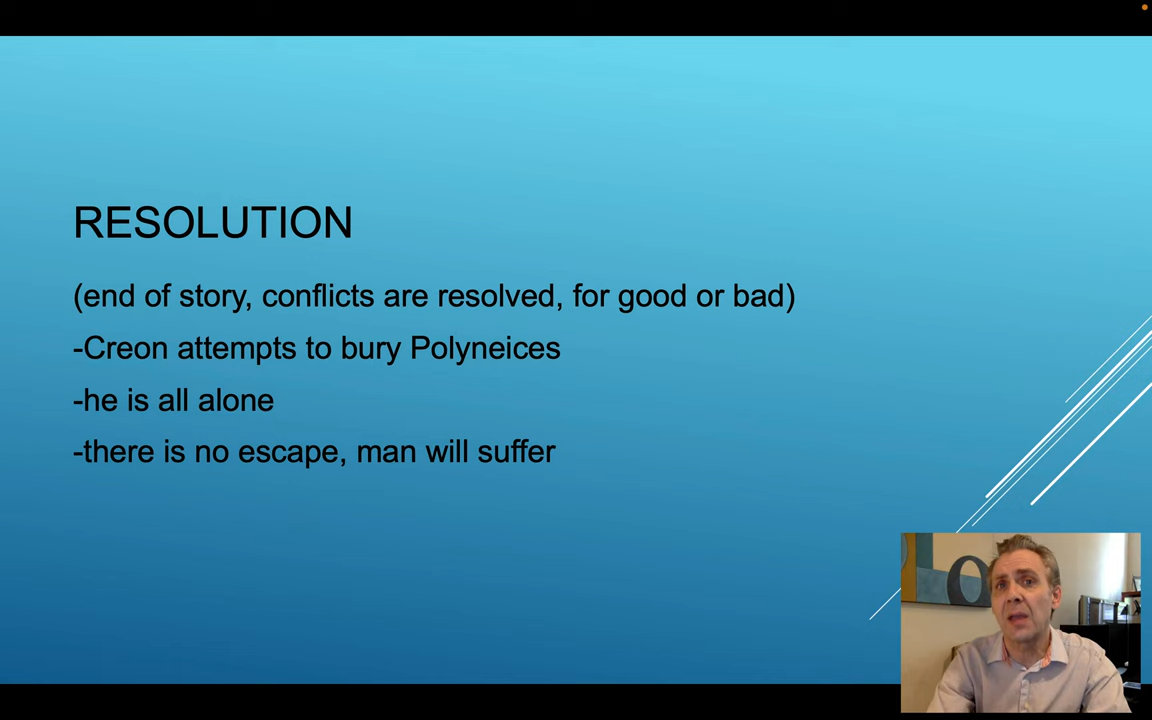 RESOLUTION
(end of story, conflicts are resolved, for good or bad)
-Creon attempts to bury Polyneices
-he is all alone
-there is no escape, man will suffer
Lo